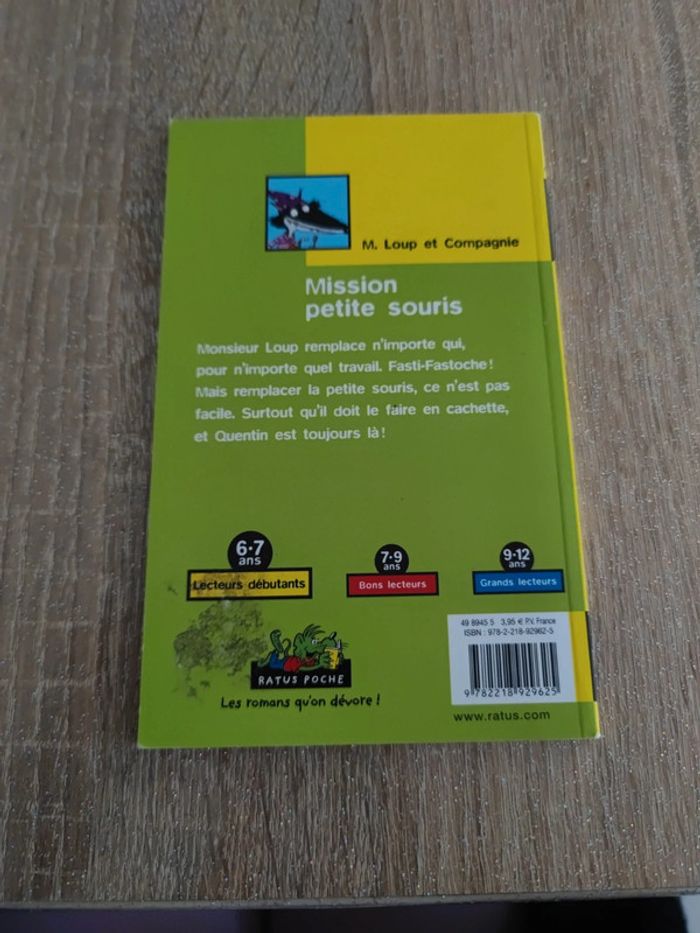 M. Loup et Compagnie
Mission
petite souris
Monsieur Loup remplace n'importe qui,
pour n'importe quel travail. Fasti-Fastoche !
Mais remplacer la petite souris, ce n'est pas
facile. Surtout qu'il doit le faire en cachette,
et Quentin est toujours là !
6·7
ans
Lecteurs débutants
7·9
ans
Bons lecteurs
9·12
ans
Grands lecteurs
RATUS POCHE
Les romans qu'on dévore !
49 8945 5 3,95 € P.V. France
ISBN : 978-2-218-92962-5
9 782218 929625
www.ratus.com